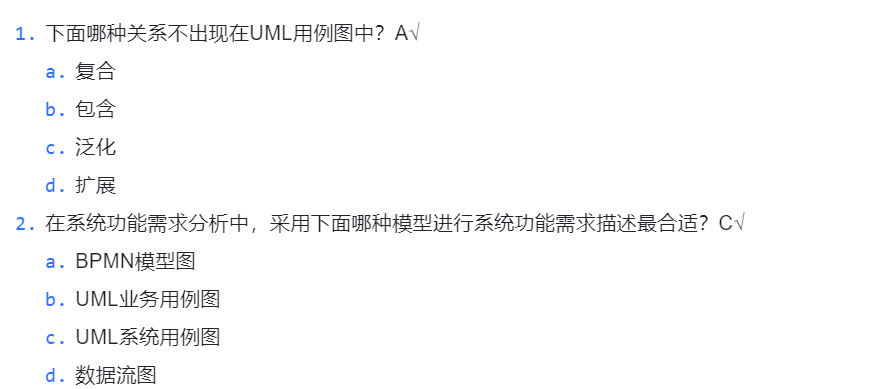 1. 下面哪种关系不出现在UML用例图中？A√
a. 复合
b. 包含
c. 泛化
d. 扩展
2. 在系统功能需求分析中，采用下面哪种模型进行系统功能需求描述最合适？C√
a. BPMN模型图
b. UML业务用例图
c. UML系统用例图
d. 数据流图